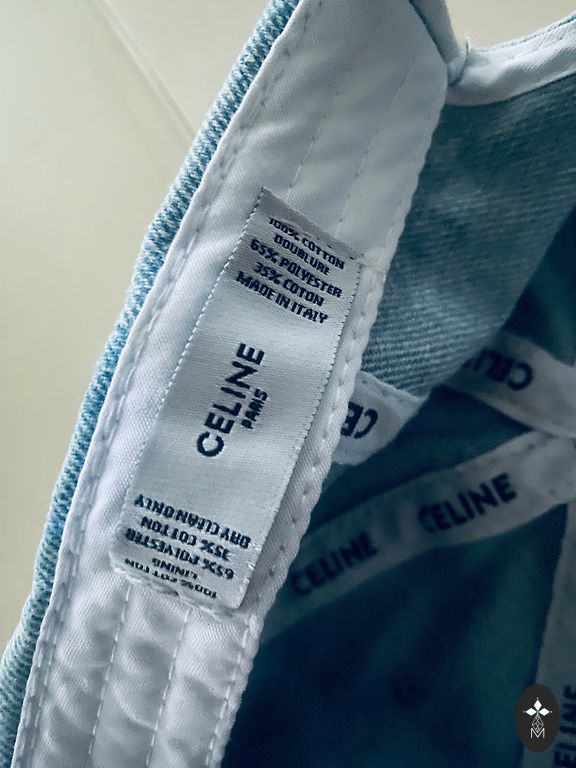 100% COTTON
DOUBLURE
65% POLYESTER
35% COTON
MADE IN ITALY
CELINE
PARIS
100% COTTON
LINING
65% POLYESTER
35% COTTON
DRY CLEAN ONLY
CELINE
CELINE
CELINE
M